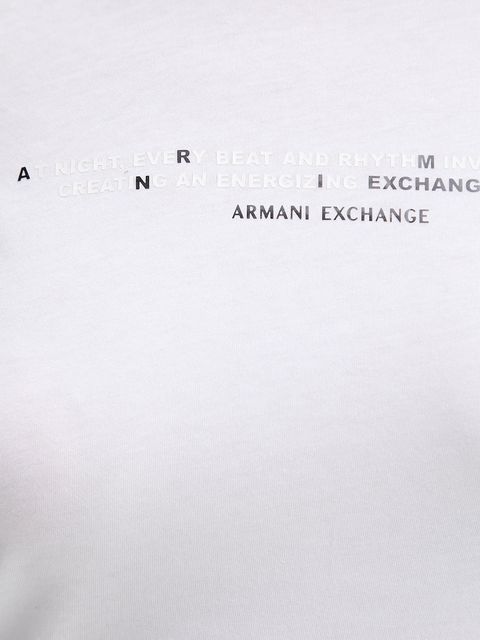 AT NIGHT, EVERY BEAT AND RHYTHM INV
CREATING AN ENERGIZING EXCHANG
ARMANI EXCHANGE